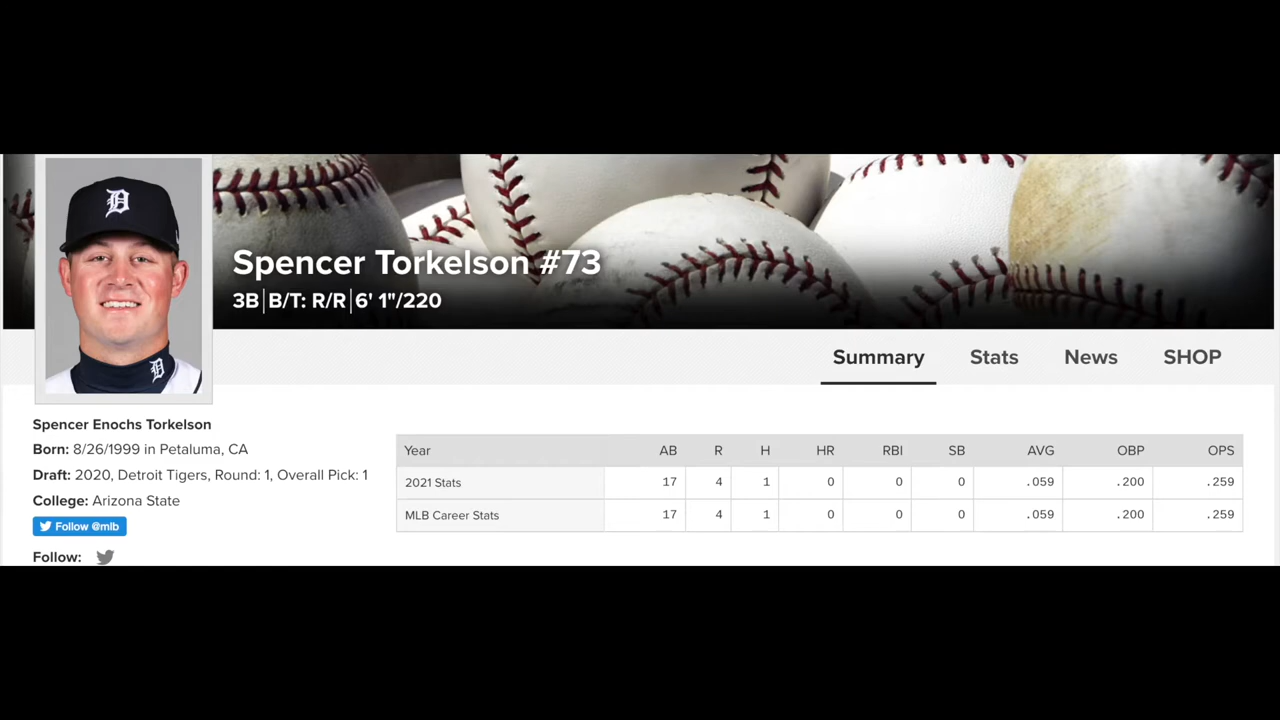 D
D
Spencer Torkelson #73
3B|B/T: R/R|6' 1"/220
Summary Stats News SHOP
Spencer Enochs Torkelson
Born: 8/26/1999 in Petaluma, CA
Draft: 2020, Detroit Tigers, Round: 1, Overall Pick: 1
College: Arizona State
Follow @mlb
Follow:
Year AB R H HR RBI SB AVG OBP OPS
2021 Stats 17 4 1 0 0 0 .059 .200 .259
MLB Career Stats 17 4 1 0 0 0 .059 .200 .259